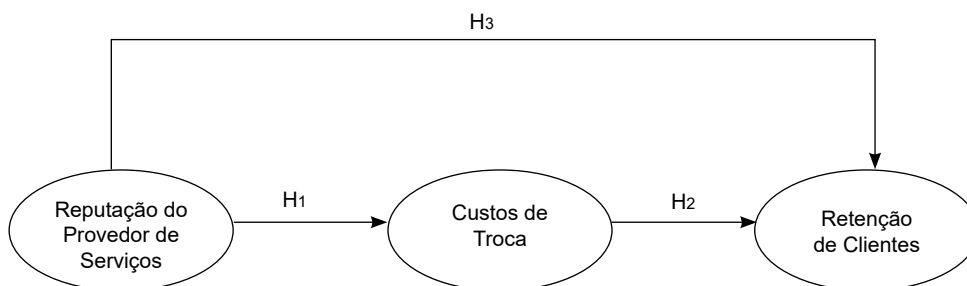 H3
Reputação do
Provedor de
Serviços
H1
Custos de
Troca
H2
Retenção
de Clientes